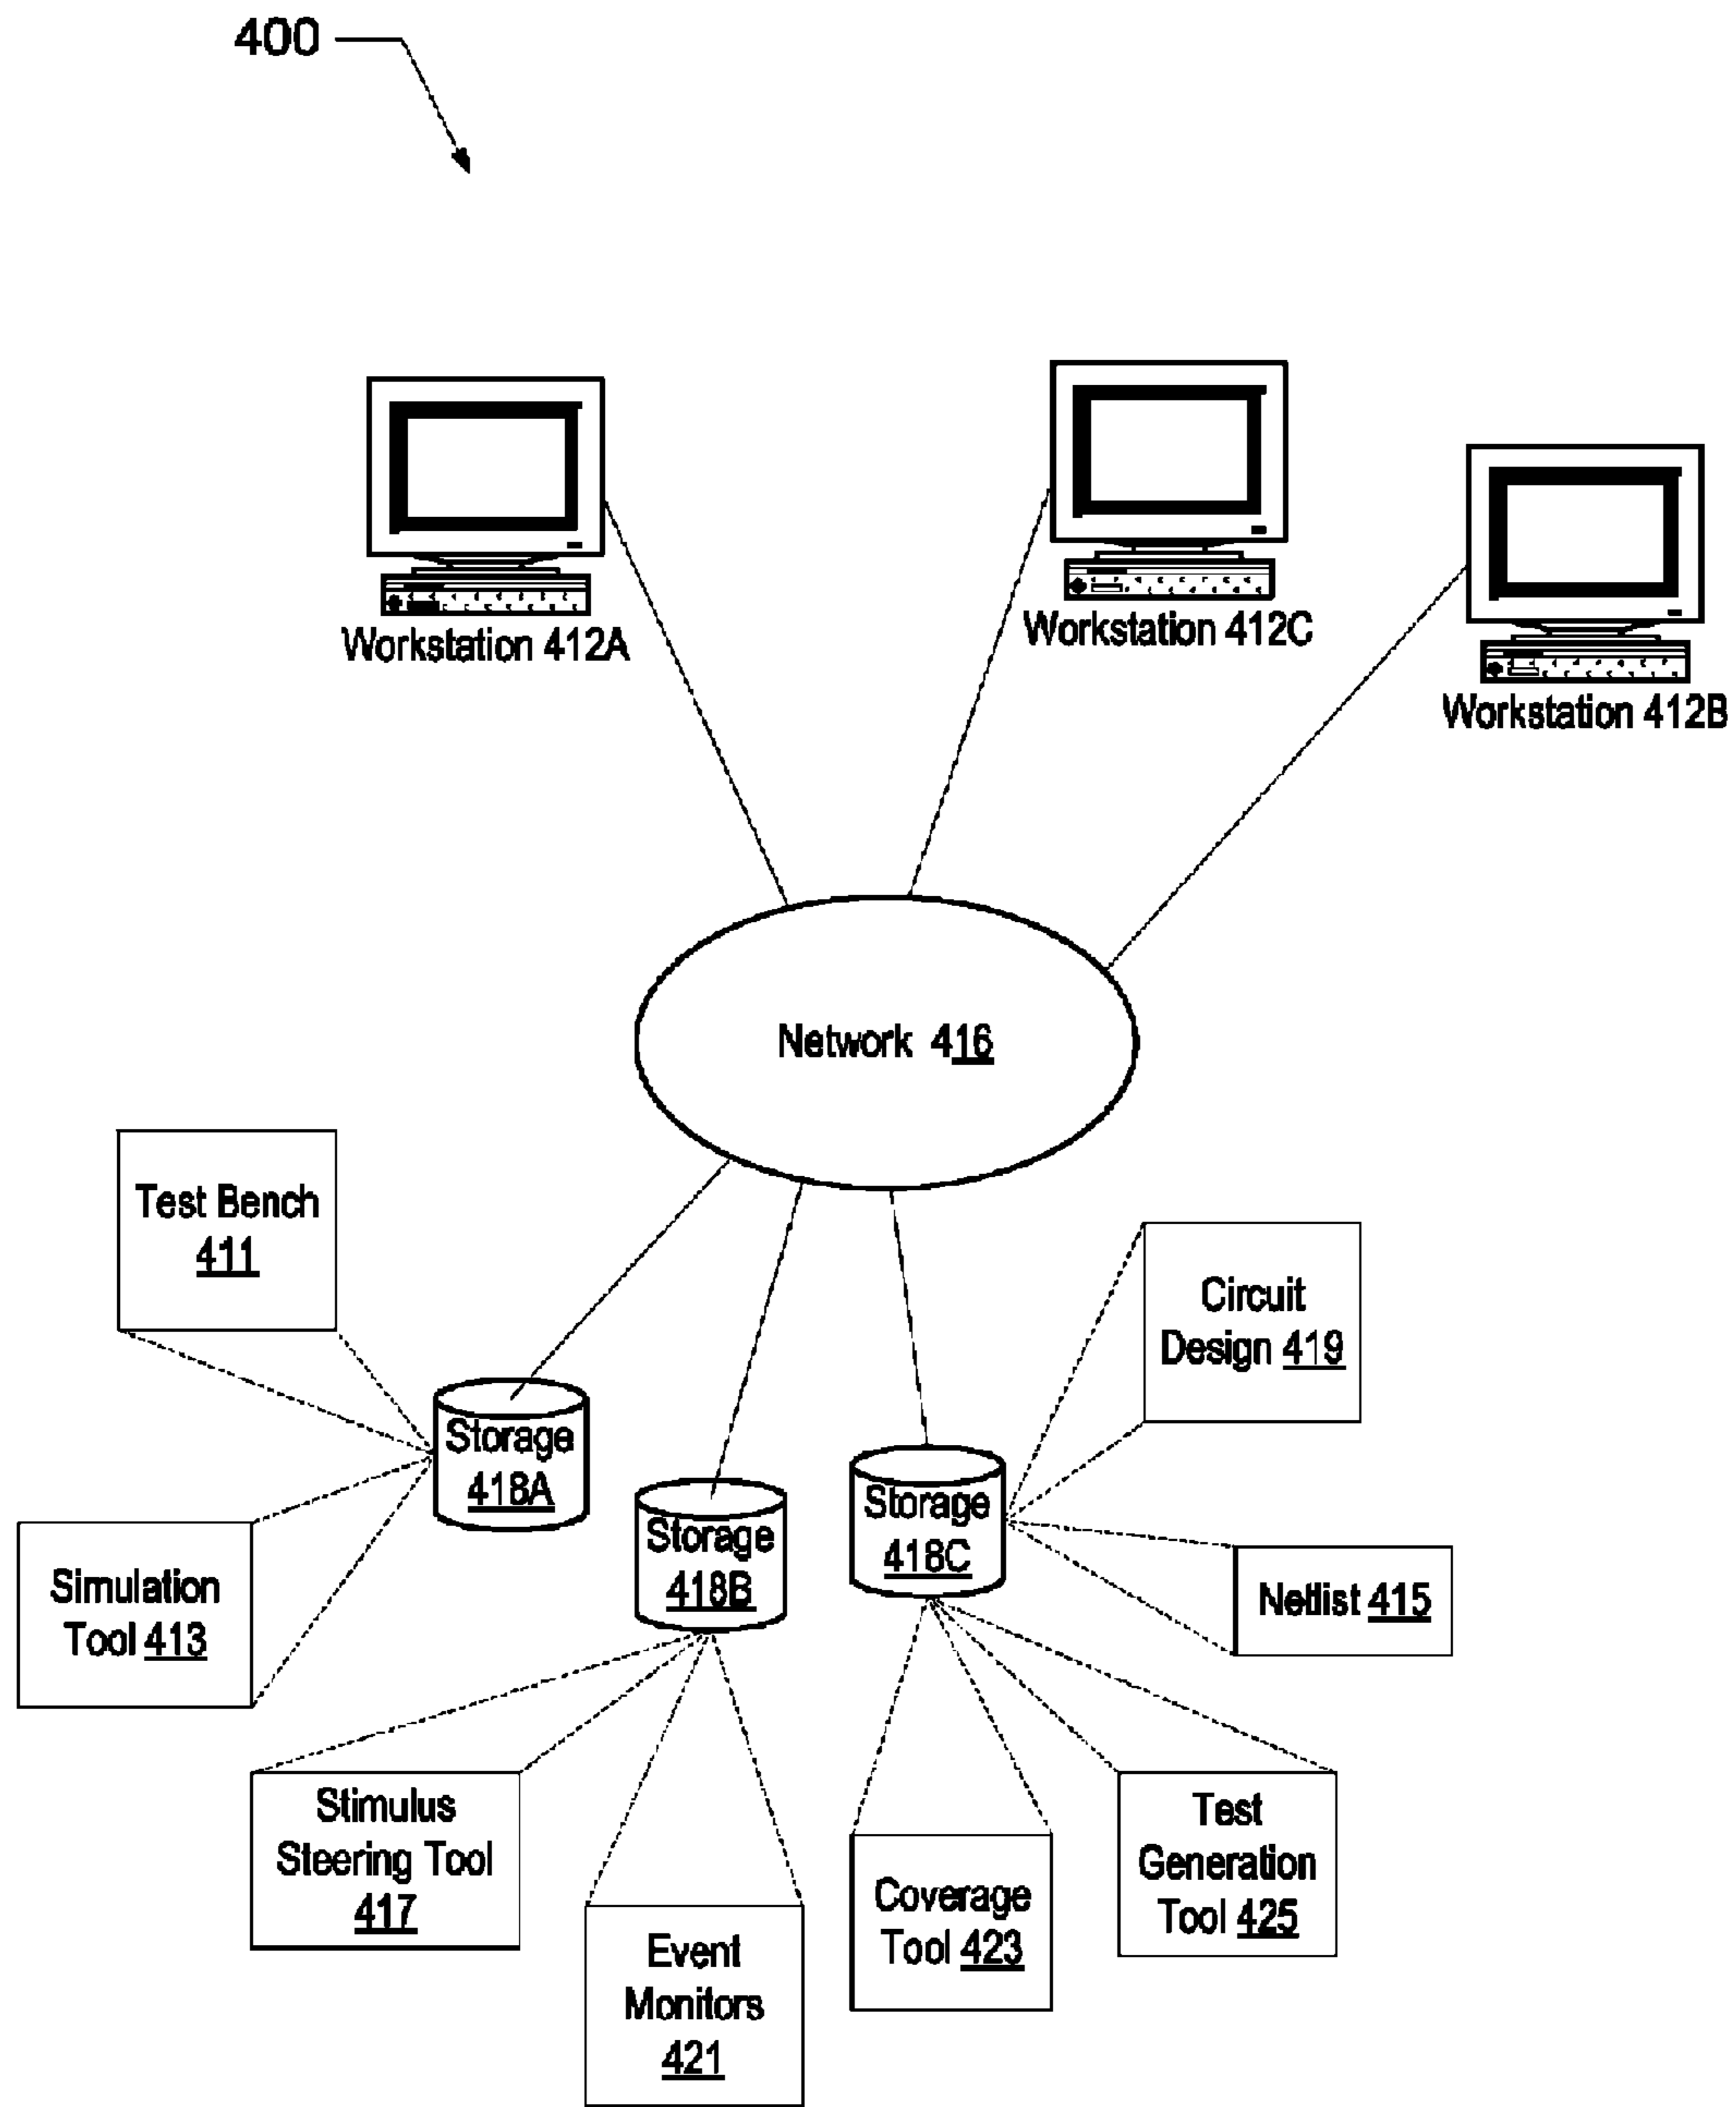 400
Workstation 412A
Workstation 412C
Workstation 412B
Network 416
Test Bench
411
Circuit
Design 419
Storage
418A
Storage
418B
Storage
418C
Simulation
Tool 413
Netlist 415
Stimulus
Steering Tool
417
Event
Monitors
421
Coverage
Tool 423
Test
Generation
Tool 425